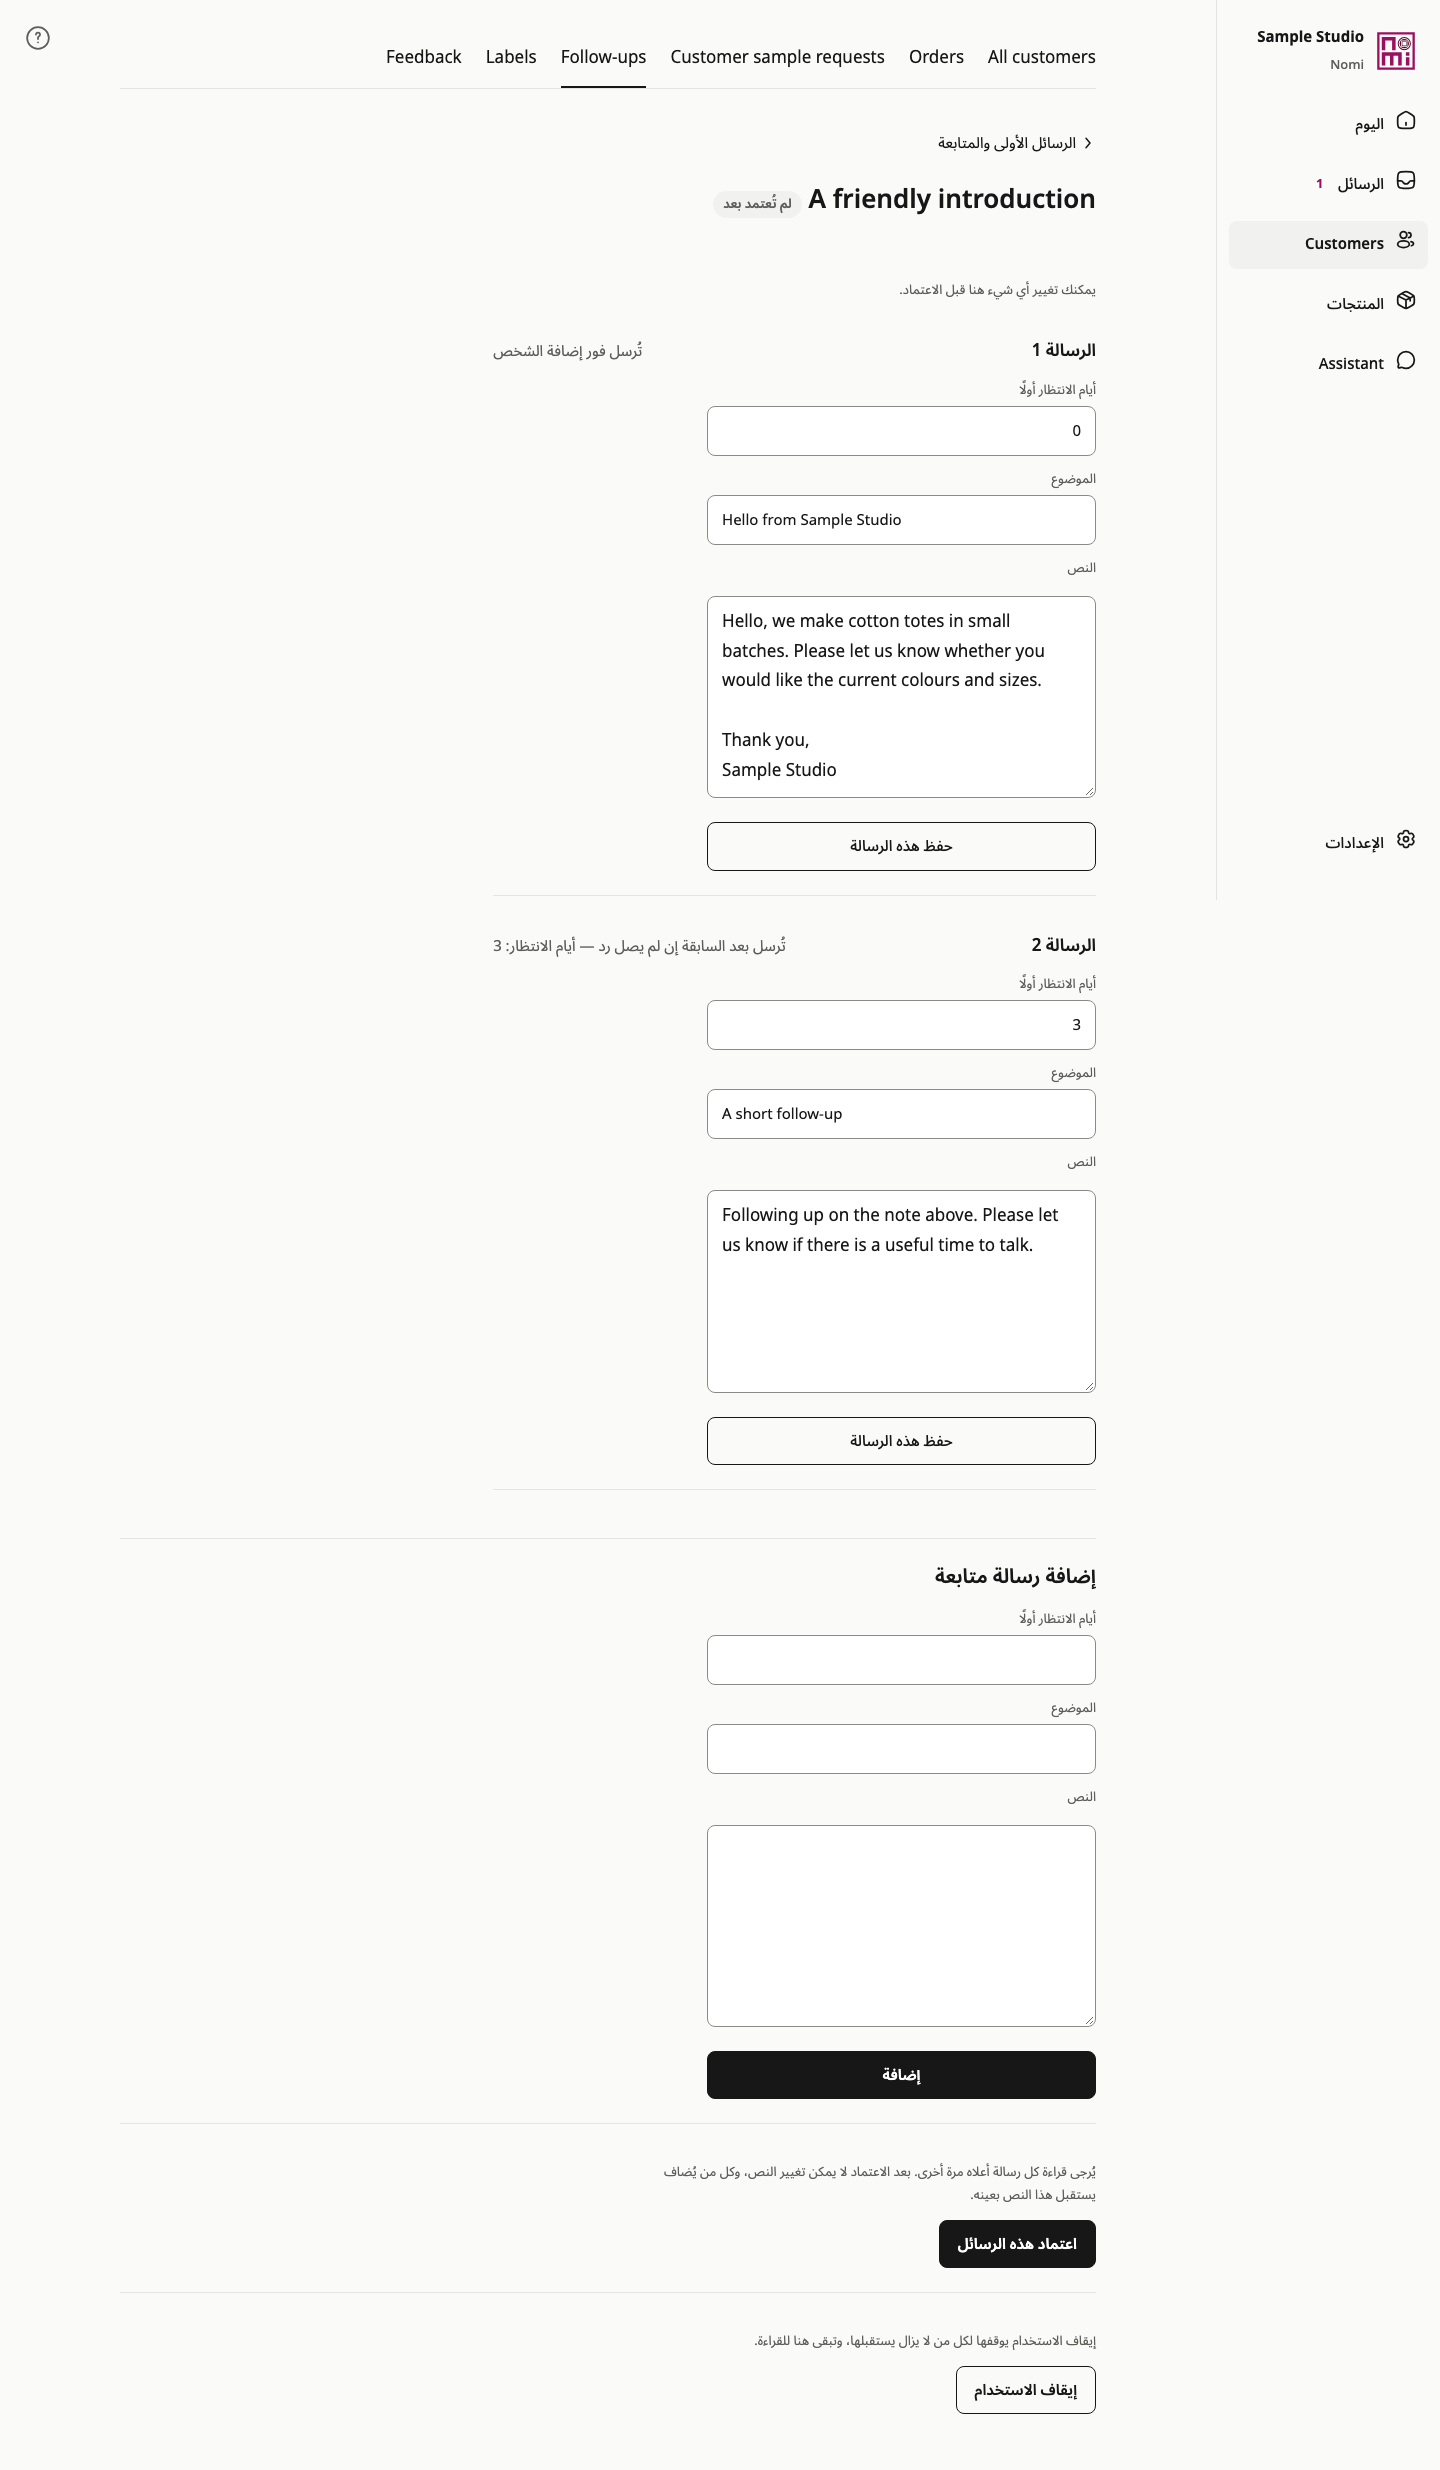 Sample Studio
Nomi
اليوم
الرسائل 1
Customers
المنتجات
Assistant
الإعدادات
All customers
Orders
Customer sample requests
Follow-ups
Labels
Feedback
الرسائل الأولى والمتابعة
A friendly introduction لم تُعتمد بعد
يمكنك تغيير أي شيء هنا قبل الاعتماد.
الرسالة 1
تُرسل فور إضافة الشخص
أيام الانتظار أولًا
0
الموضوع
Hello from Sample Studio
النص
Hello, we make cotton totes in small
batches. Please let us know whether you
would like the current colours and sizes.
Thank you,
Sample Studio
حفظ هذه الرسالة
الرسالة 2
تُرسل بعد السابقة إن لم يصل رد — أيام الانتظار: 3
أيام الانتظار أولًا
3
الموضوع
A short follow-up
النص
Following up on the note above. Please let
us know if there is a useful time to talk.
حفظ هذه الرسالة
إضافة رسالة متابعة
أيام الانتظار أولًا
الموضوع
النص
إضافة
يُرجى قراءة كل رسالة أعلاه مرة أخرى. بعد الاعتماد لا يمكن تغيير النص، وكل من يُضاف
يستقبل هذا النص بعينه.
اعتماد هذه الرسائل
إيقاف الاستخدام يوقفها لكل من لا يزال يستقبلها، وتبقى هنا للقراءة.
إيقاف الاستخدام